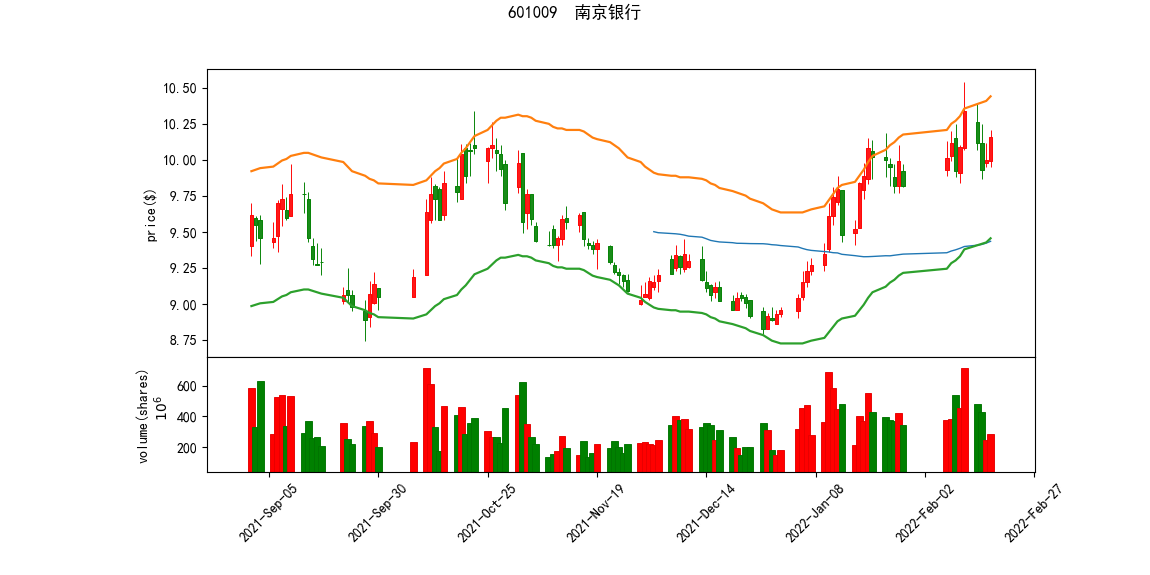 601009  南京银行
price($)
10.50
10.25
10.00
9.75
9.50
9.25
9.00
8.75
volume(shares)
10^6
600
400
200
2021-Sep-05
2021-Sep-30
2021-Oct-25
2021-Nov-19
2021-Dec-14
2022-Jan-08
2022-Feb-02
2022-Feb-27